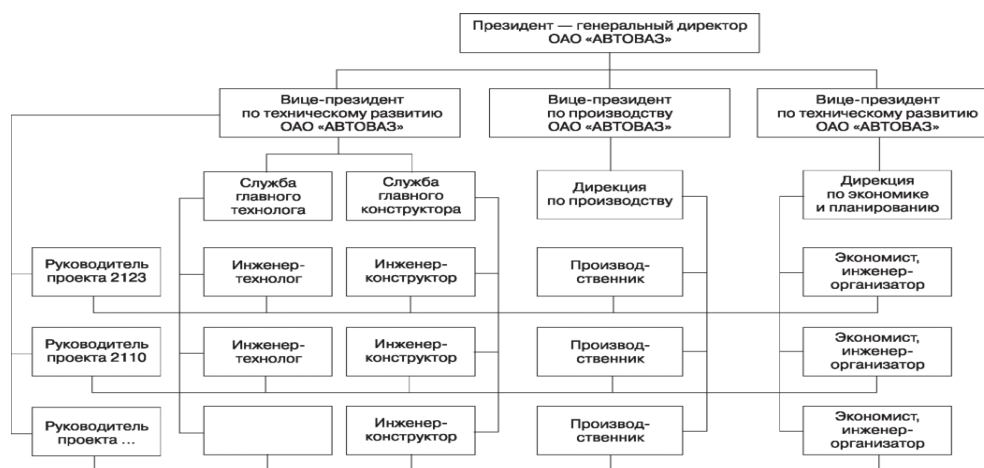 Президент — генеральный директор
ОАО «АВТОВАЗ»
Вице-президент
по техническому развитию
ОАО «АВТОВАЗ»
Вице-президент
по производству
ОАО «АВТОВАЗ»
Вице-президент
по техническому развитию
ОАО «АВТОВАЗ»
Служба
главного
технолога
Служба
главного
конструктора
Дирекция
по производству
Дирекция
по экономике
и планированию
Руководитель
проекта 2123
Инженер-
технолог
Инженер-
конструктор
Производ-
ственник
Экономист,
инженер-
организатор
Руководитель
проекта 2110
Инженер-
технолог
Инженер-
конструктор
Производ-
ственник
Экономист,
инженер-
организатор
Руководитель
проекта ...
Инженер-
конструктор
Производ-
ственник
Экономист,
инженер-
организатор